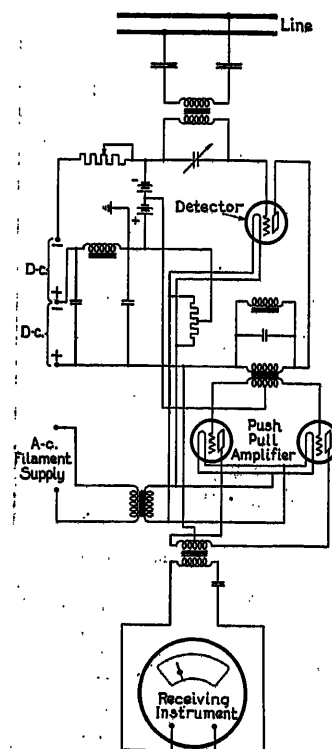 Line
-
+
Detector
-
D-c.
+
-
D-c.
+
A-c.
Filament
Supply
Push
Pull
Amplifier
Receiving
Instrument